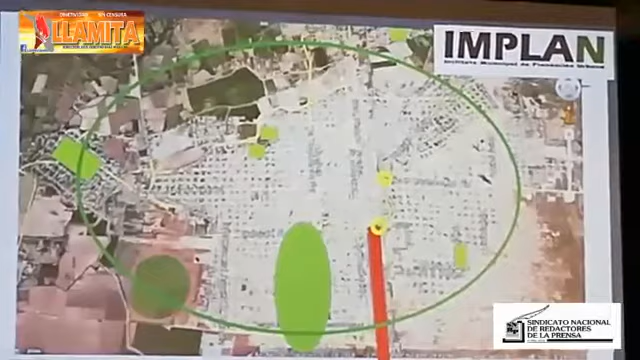 LLAMITA
IMPLAN
Instituto Municipal de Planeación Urbana
SINDICATO NACIONAL
DE REDACTORES
DE LA PRENSA